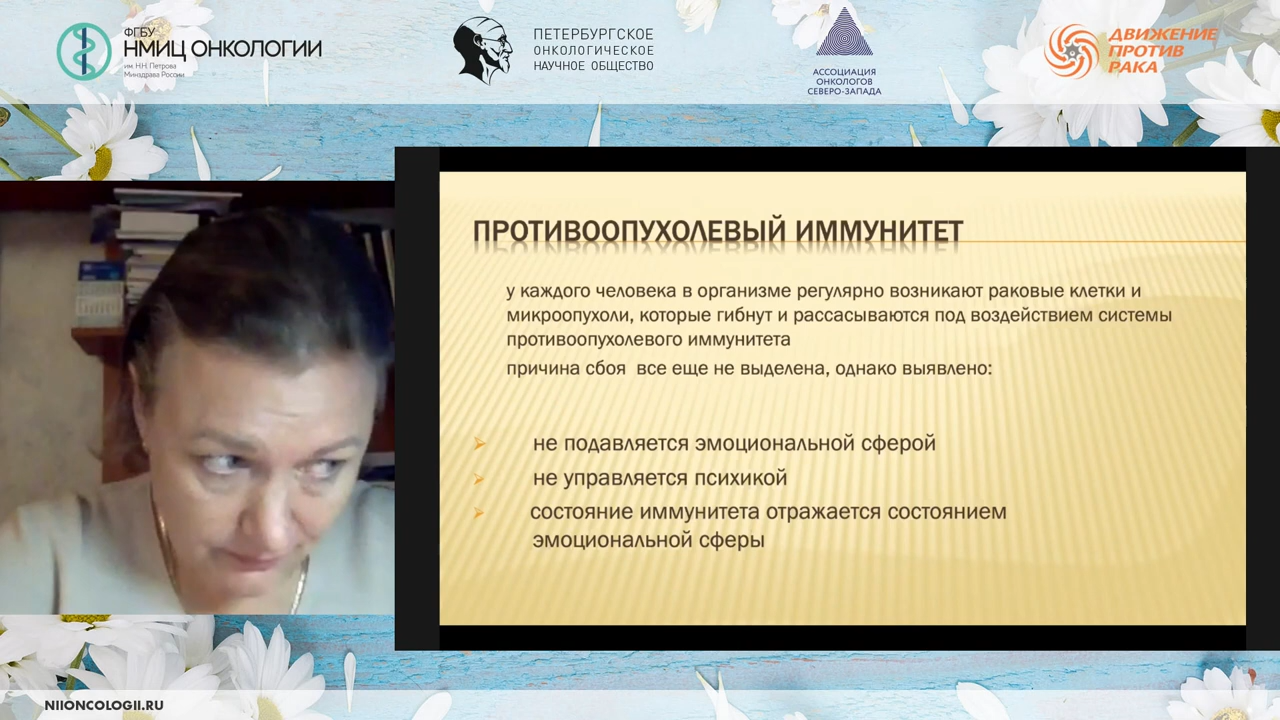 ФГБУ
НМИЦ ОНКОЛОГИИ
им. Н.Н. Петрова
Минздрава России
ПЕТЕРБУРГСКОЕ
ОНКОЛОГИЧЕСКОЕ
НАУЧНОЕ ОБЩЕСТВО
АССОЦИАЦИЯ
ОНКОЛОГОВ
СЕВЕРО-ЗАПАДА
ДВИЖЕНИЕ
ПРОТИВ
РАКА
ПРОТИВООПУХОЛЕВЫЙ ИММУНИТЕТ
у каждого человека в организме регулярно возникают раковые клетки и
микроопухоли, которые гибнут и рассасываются под воздействием системы
противоопухолевого иммунитета
причина сбоя все еще не выделена, однако выявлено:
не подавляется эмоциональной сферой
не управляется психикой
состояние иммунитета отражается состоянием
эмоциональной сферы
NIIONCOLOGII.RU